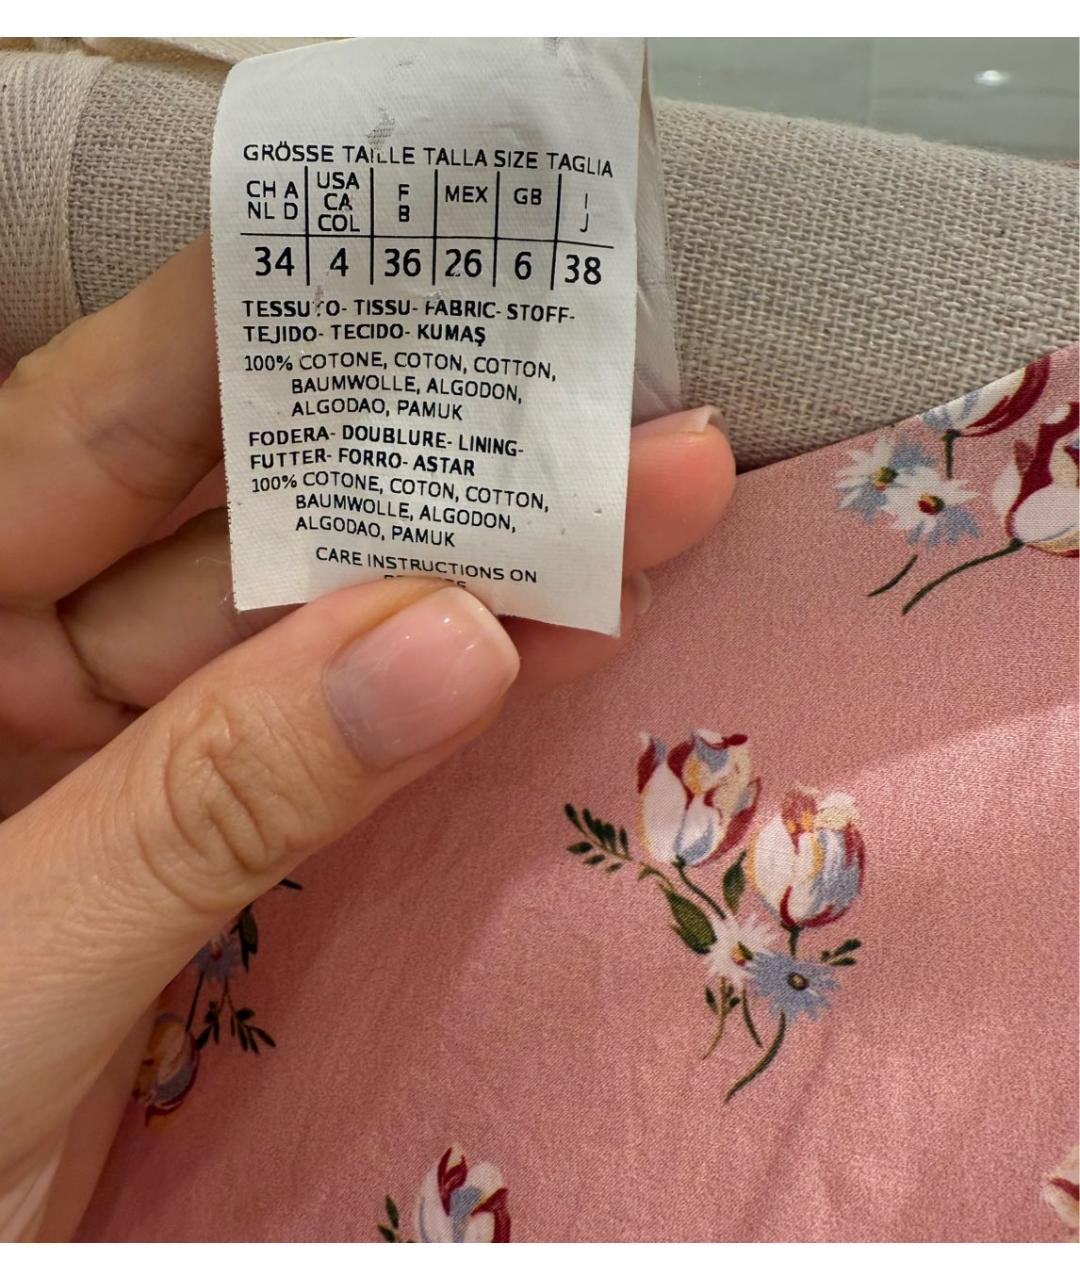 GRÖSSE TAILLE TALLA SIZE TAGLIA
CH A NL D | USA CA COL | F B | MEX | GB | I J
34 | 4 | 36 | 26 | 6 | 38
TESSUTO- TISSU- FABRIC- STOFF-
TEJIDO- TECIDO- KUMAŞ
100% COTONE, COTON, COTTON,
BAUMWOLLE, ALGODON,
ALGODAO, PAMUK
FODERA- DOUBLURE- LINING-
FUTTER- FORRO- ASTAR
100% COTONE, COTON, COTTON,
BAUMWOLLE, ALGODON,
ALGODAO, PAMUK
CARE INSTRUCTIONS ON